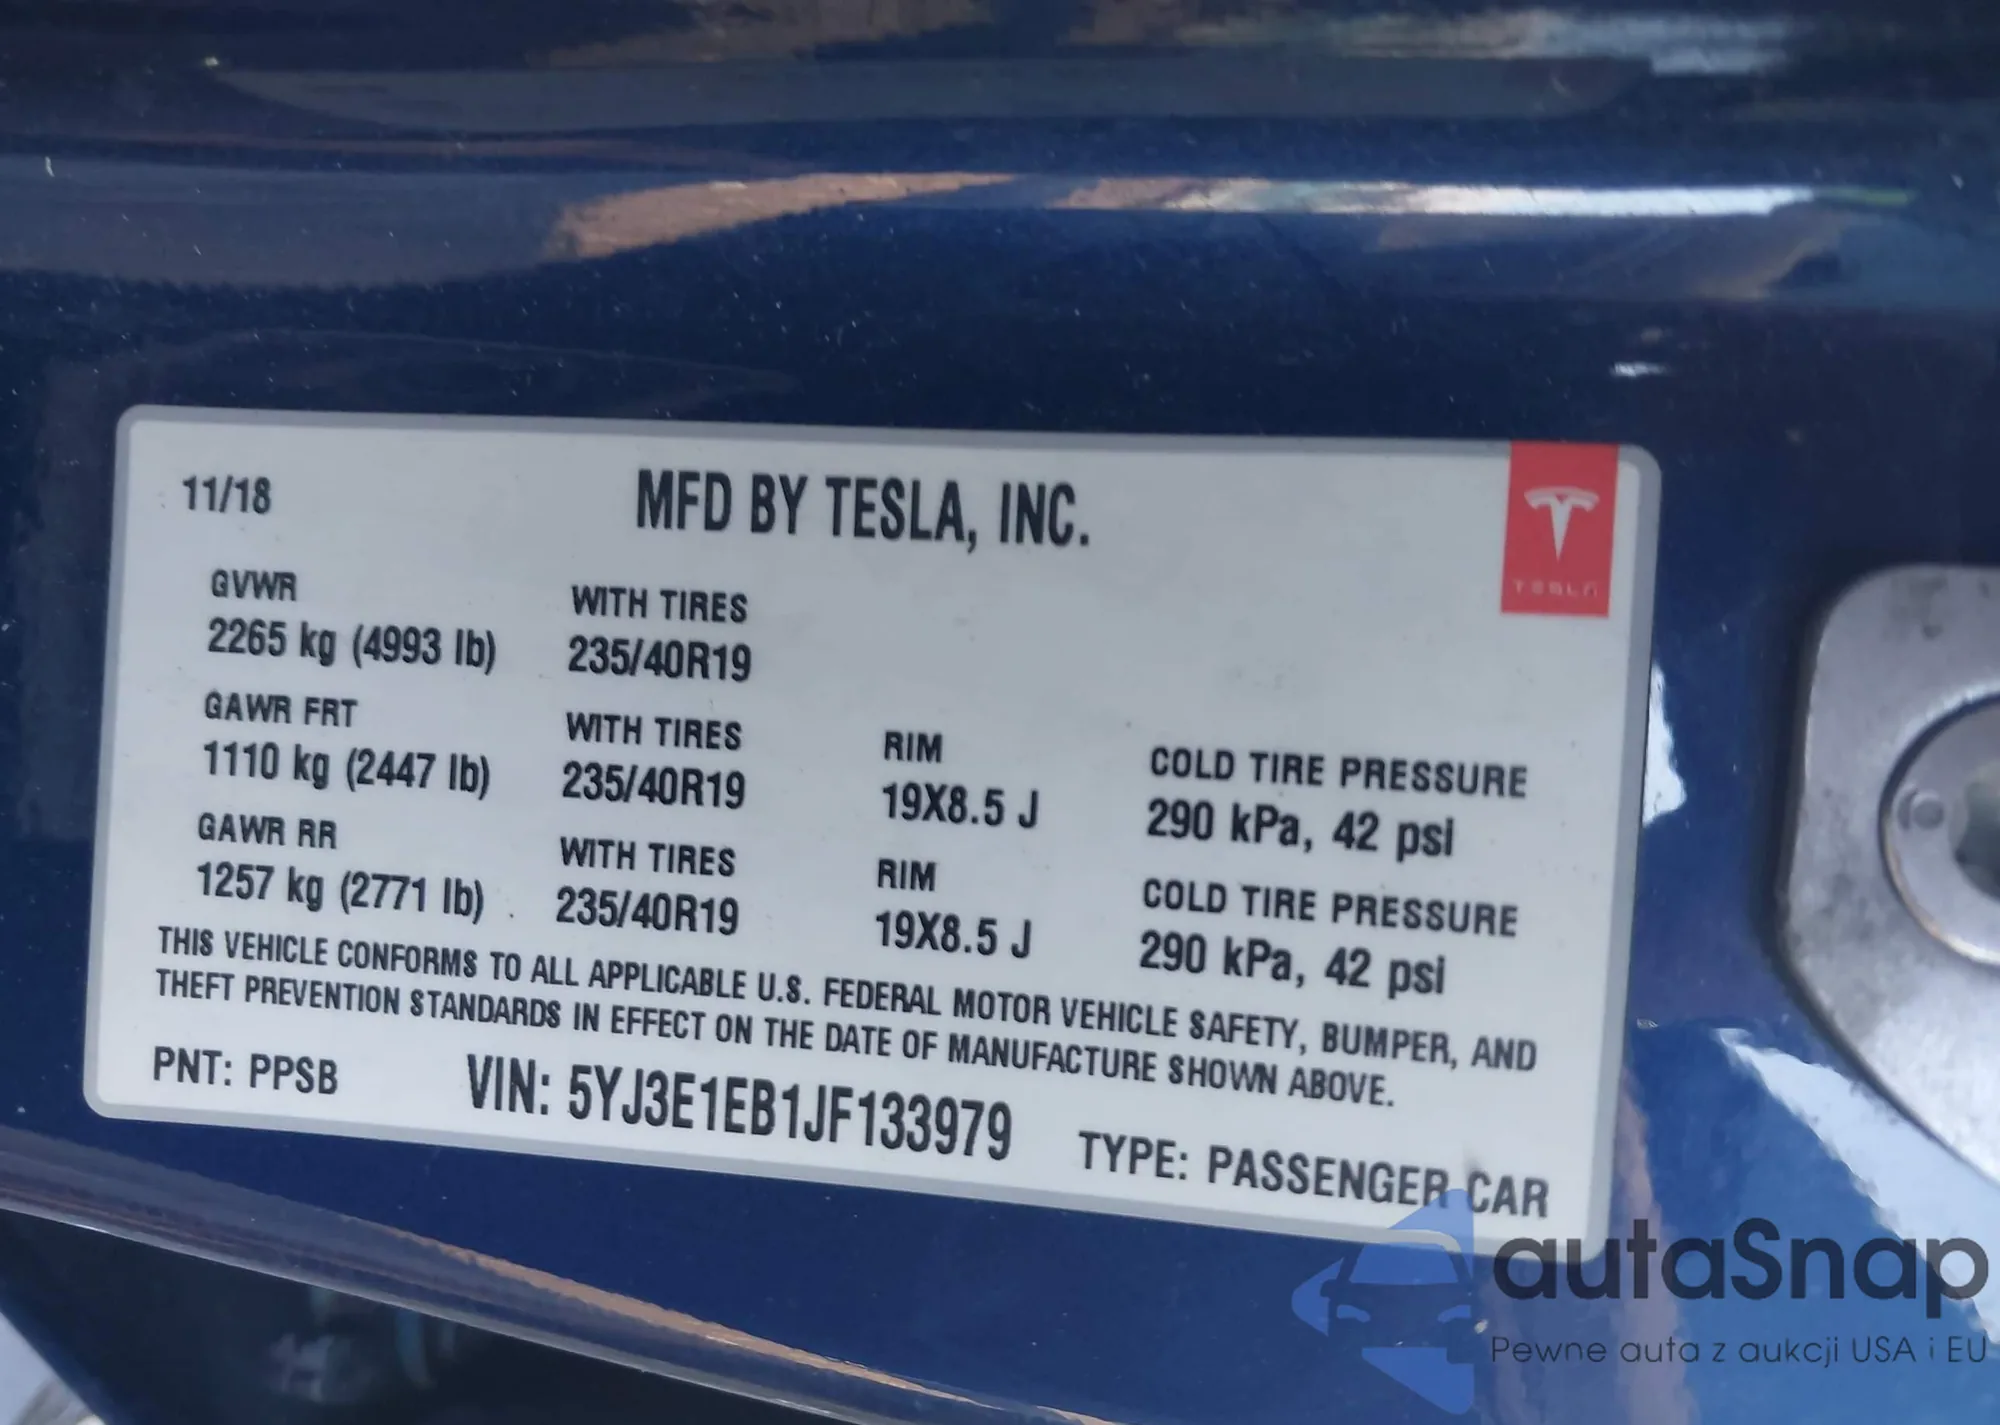 11/18
MFD BY TESLA, INC.
TESLA
GVWR
WITH TIRES
2265 kg (4993 lb)
235/40R19
GAWR FRT
WITH TIRES
RIM
COLD TIRE PRESSURE
1110 kg (2447 lb)
235/40R19
19X8.5 J
290 kPa, 42 psi
GAWR RR
WITH TIRES
RIM
COLD TIRE PRESSURE
1257 kg (2771 lb)
235/40R19
19X8.5 J
290 kPa, 42 psi
THIS VEHICLE CONFORMS TO ALL APPLICABLE U.S. FEDERAL MOTOR VEHICLE SAFETY, BUMPER, AND
THEFT PREVENTION STANDARDS IN EFFECT ON THE DATE OF MANUFACTURE SHOWN ABOVE.
PNT: PPSB
VIN: 5YJ3E1EB1JF133979
TYPE: PASSENGER CAR
autaSnap
Pewne auta z aukcji USA i EU